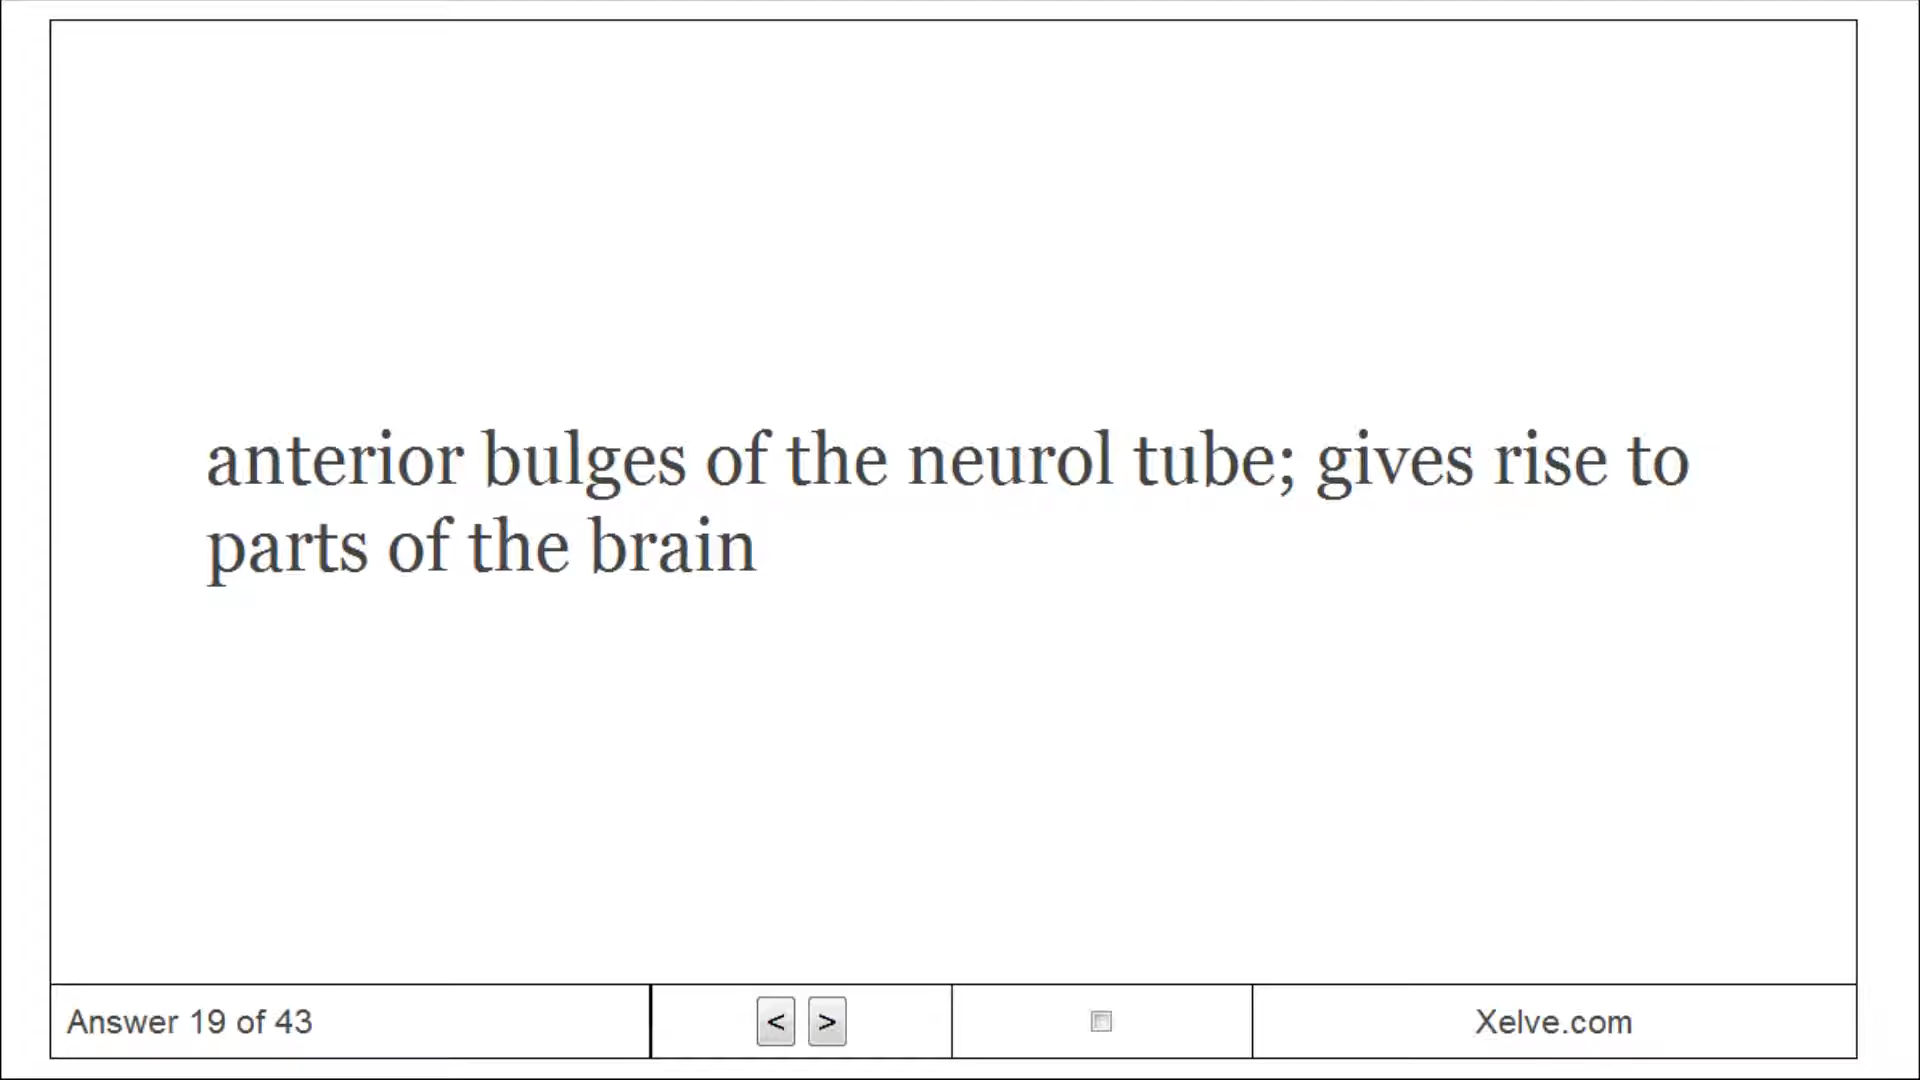 anterior bulges of the neurol tube; gives rise to
parts of the brain
Answer 19 of 43
< >
Xelve.com